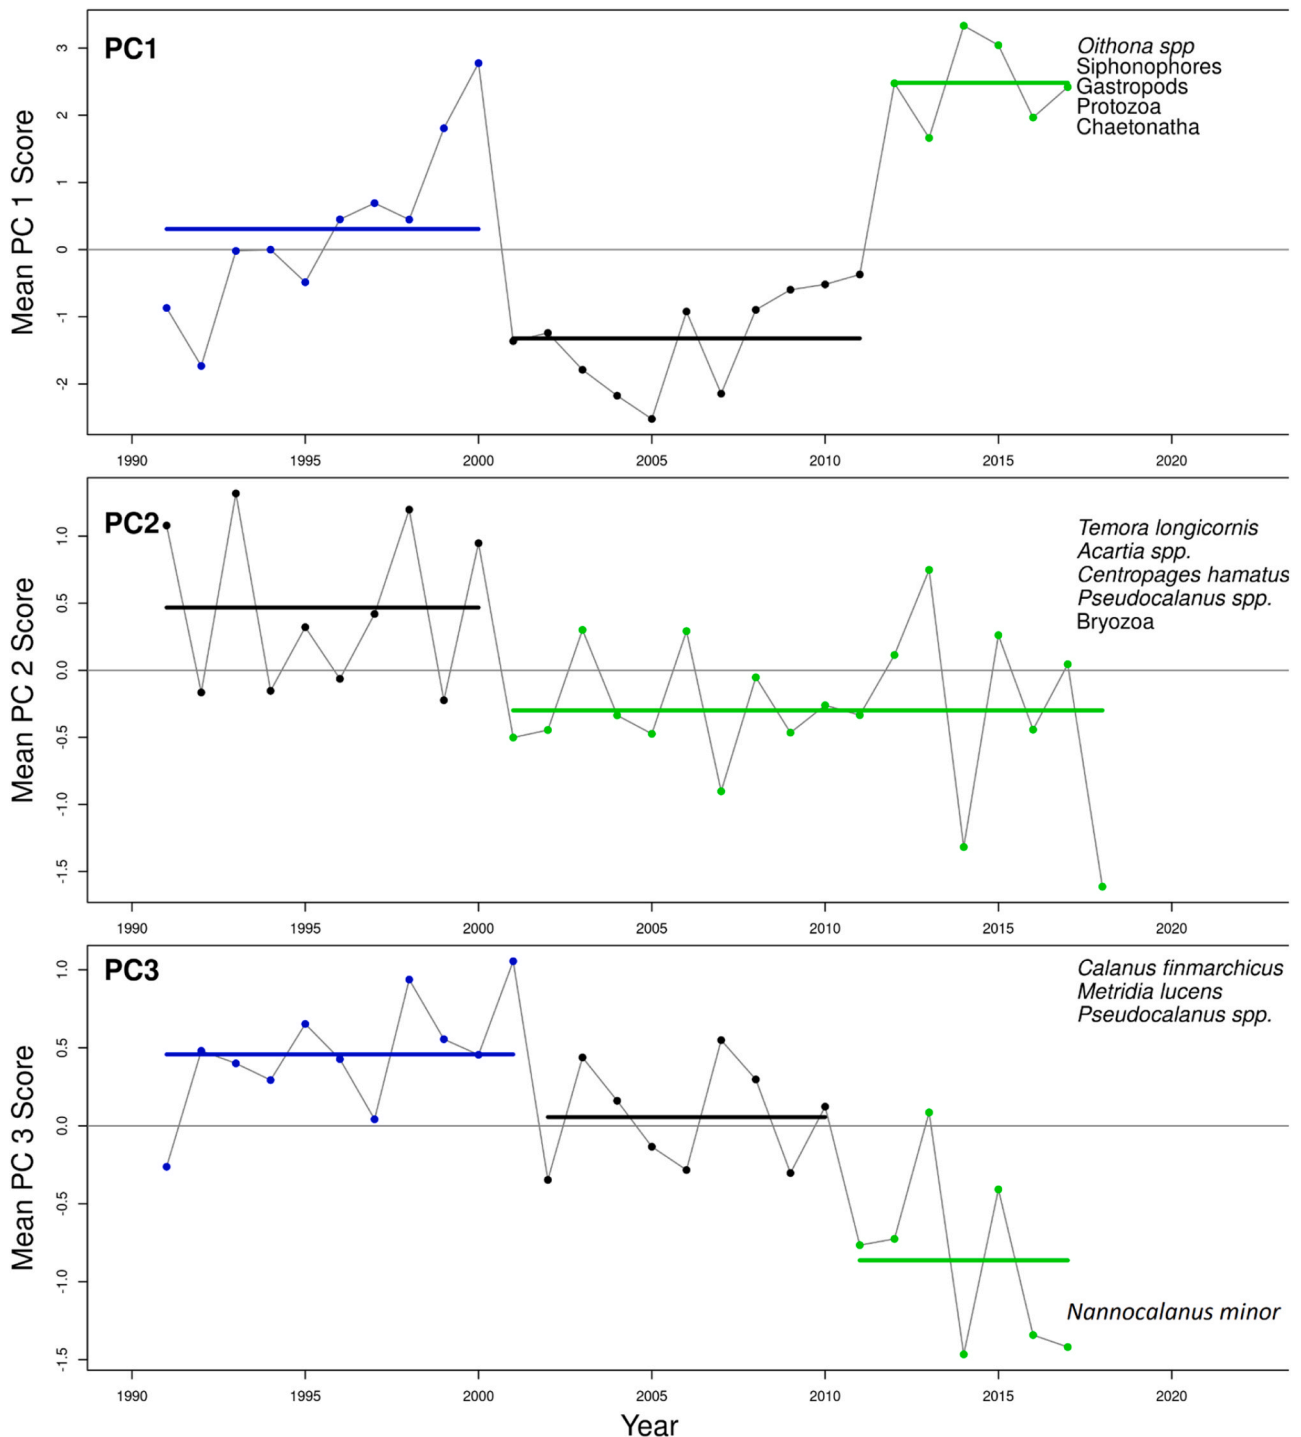 PC1
Mean PC 1 Score
3
2
1
0
-1
-2
Oithona spp
Siphonophores
Gastropods
Protozoa
Chaetonatha
1990 1995 2000 2005 2010 2015 2020
PC2
Mean PC 2 Score
1.0
0.5
0.0
-0.5
-1.0
-1.5
Temora longicornis
Acartia spp.
Centropages hamatus
Pseudocalanus spp.
Bryozoa
1990 1995 2000 2005 2010 2015 2020
PC3
Mean PC 3 Score
1.0
0.5
0.0
-0.5
-1.0
-1.5
Calanus finmarchicus
Metridia lucens
Pseudocalanus spp.
Nannocalanus minor
1990 1995 2000 2005 2010 2015 2020
Year